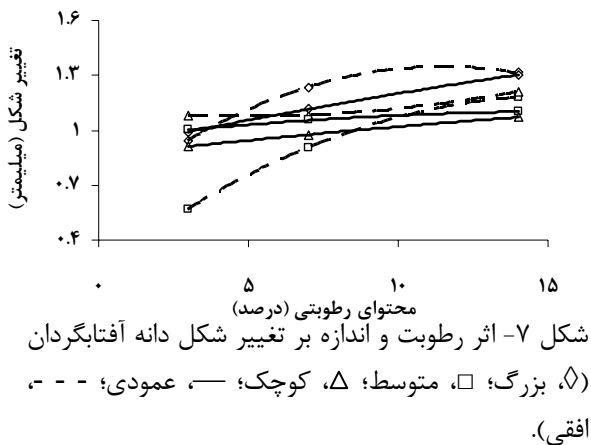 ۱.۶
۱.۳
۱
۰.۷
۰.۴
تغییر شکل (میلیمتر)
۰ ۵ ۱۰ ۱۵
محتوای رطوبتی (درصد)
شکل ۷- اثر رطوبت و اندازه بر تغییر شکل دانه آفتابگردان
(◊، بزرگ؛ □، متوسط؛ Δ، کوچک؛ —، عمودی؛ - - -،
افقی).